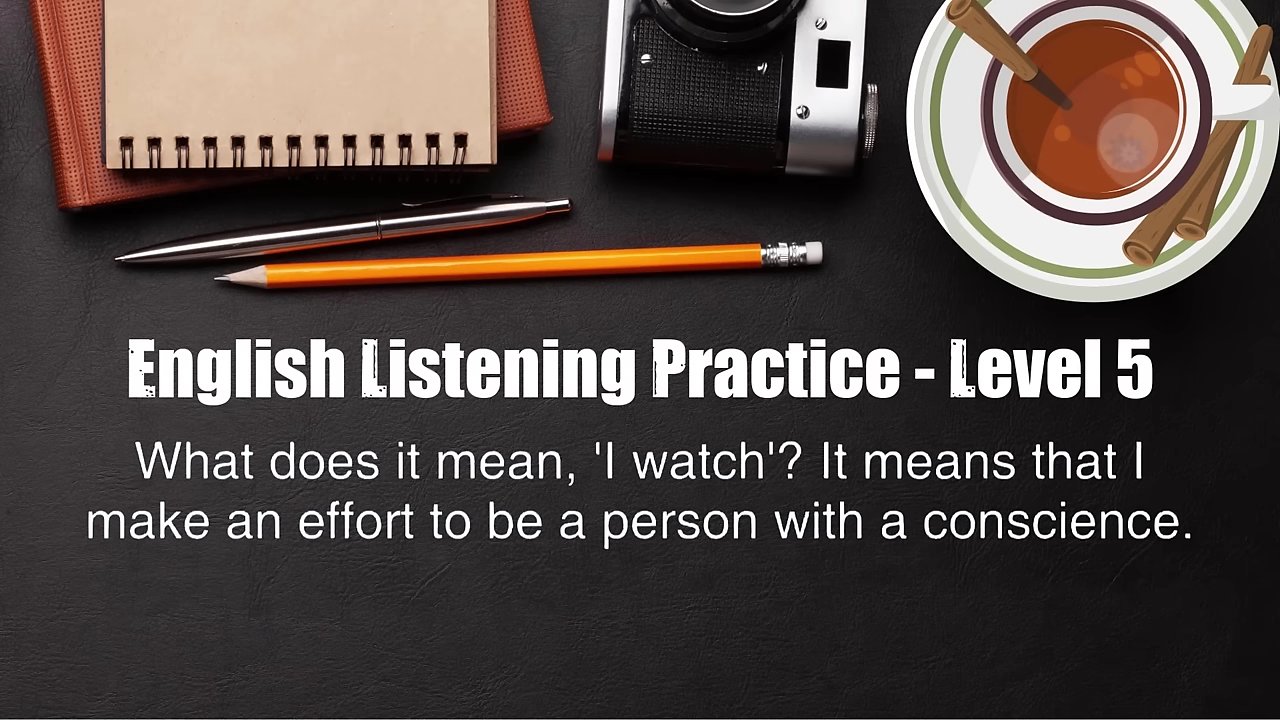 English Listening Practice - Level 5
What does it mean, 'I watch'? It means that I
make an effort to be a person with a conscience.